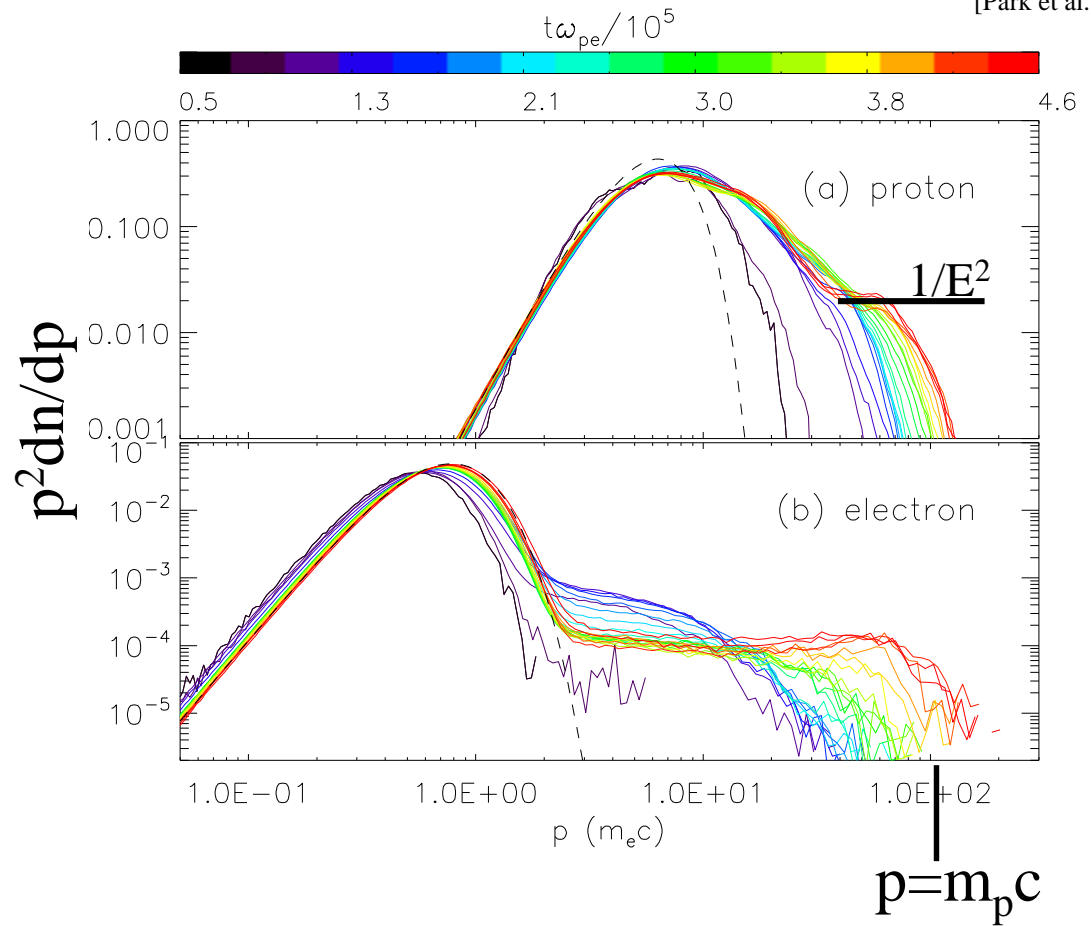 [Park et al.
tω_pe/10^5
0.5 1.3 2.1 3.0 3.8 4.6
1.000
(a) proton
0.100
1/E^2
0.010
0.001
p^2dn/dp
10^-1
(b) electron
10^-2
10^-3
10^-4
10^-5
1.0E-01 1.0E+00 1.0E+01 1.0E+02
p (m_ec)
p=m_pc